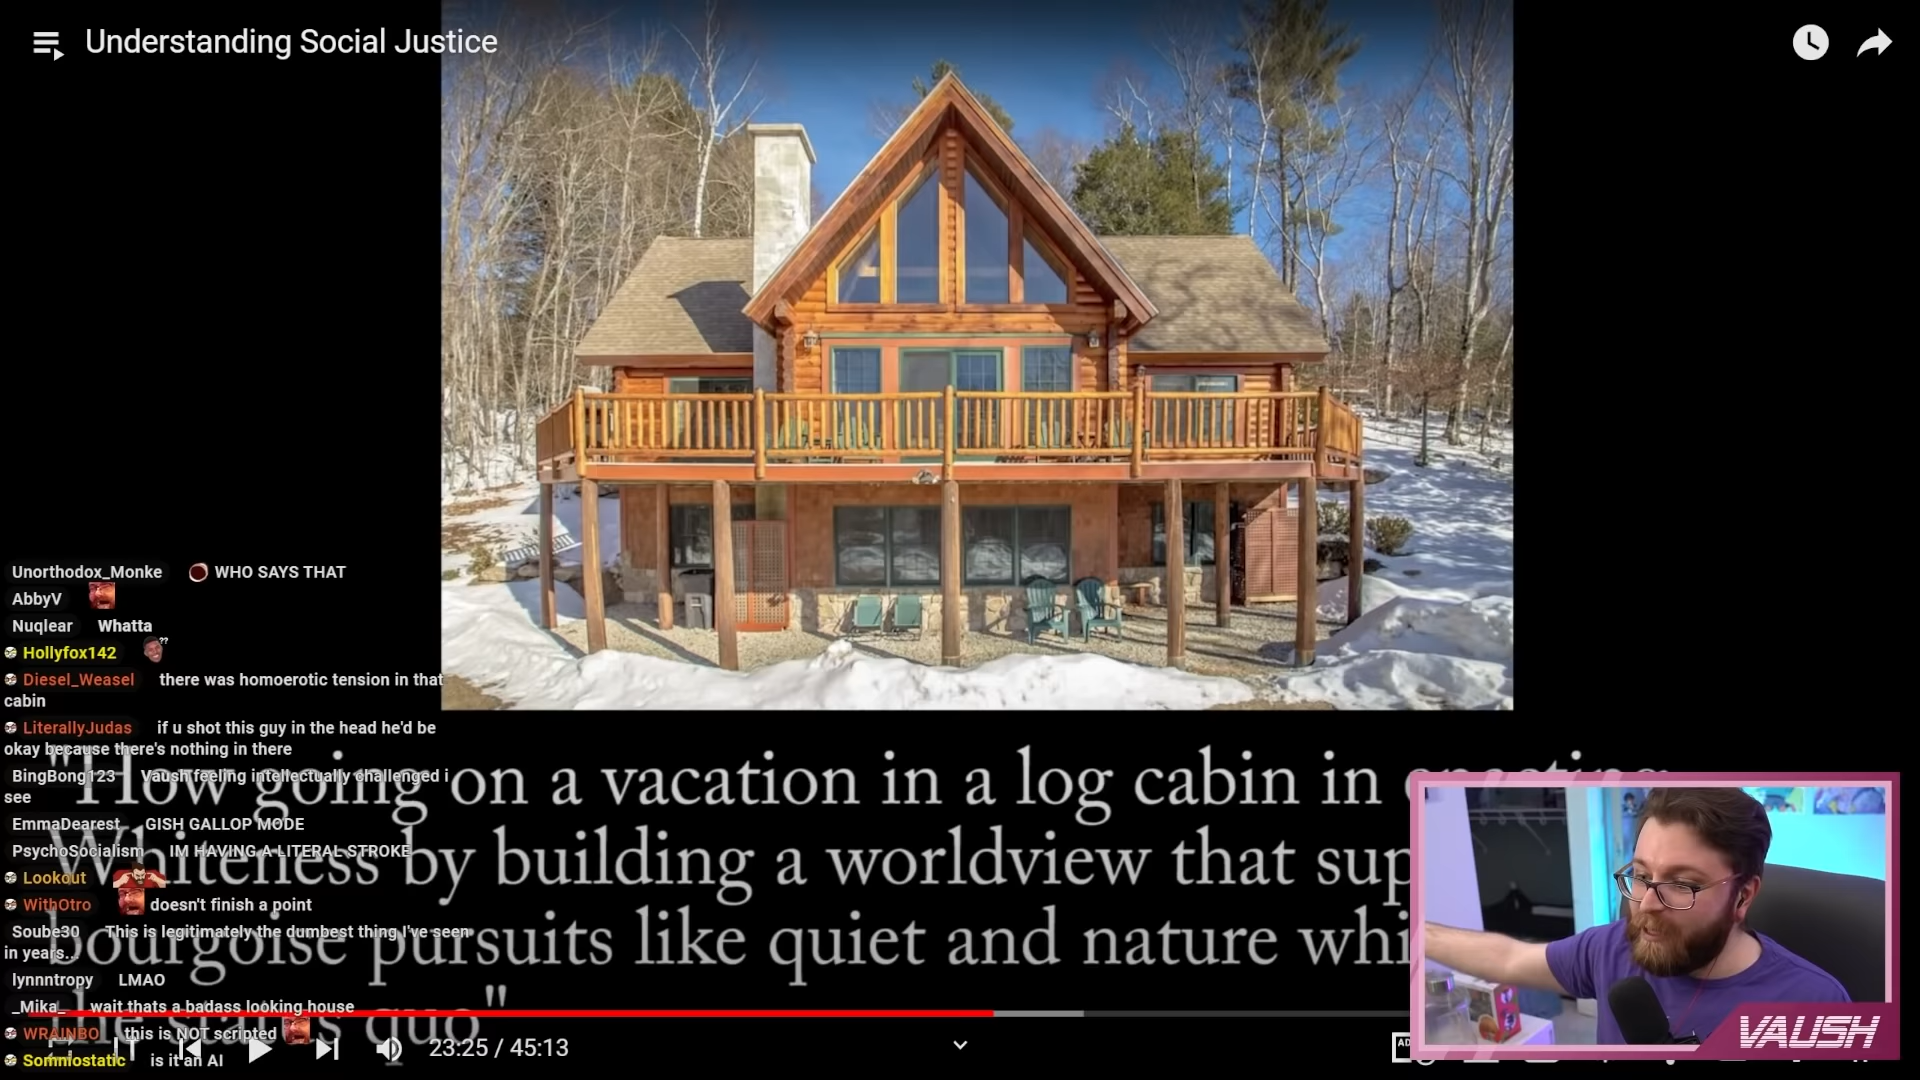 Understanding Social Justice
Unorthodox_Monke WHO SAYS THAT
AbbyV
Nuqlear Whatta
Hollyfox142 ??
Diesel_Weasel there was homoerotic tension in that
cabin
LiterallyJudas if u shot this guy in the head he'd be
okay because there's nothing in there
BingBong123 Vaush feeling intellectually challenged i
see
EmmaDearest GISH GALLOP MODE
PsychoSocialism IM HAVING A LITERAL STROKE
Lookout
WithOtro doesn't finish a point
Soube30 This is legitimately the dumbest thing I've seen
in years...
lynnntropy LMAO
_Mika_ wait thats a badass looking house
WRAINBO this is NOT scripted
Somniostatic is it an AI
"How going on a vacation in a log cabin in
Whiteness by building a worldview that
bourgoise pursuits like quiet and nature
the status quo"
23:25 / 45:13
VAUSH